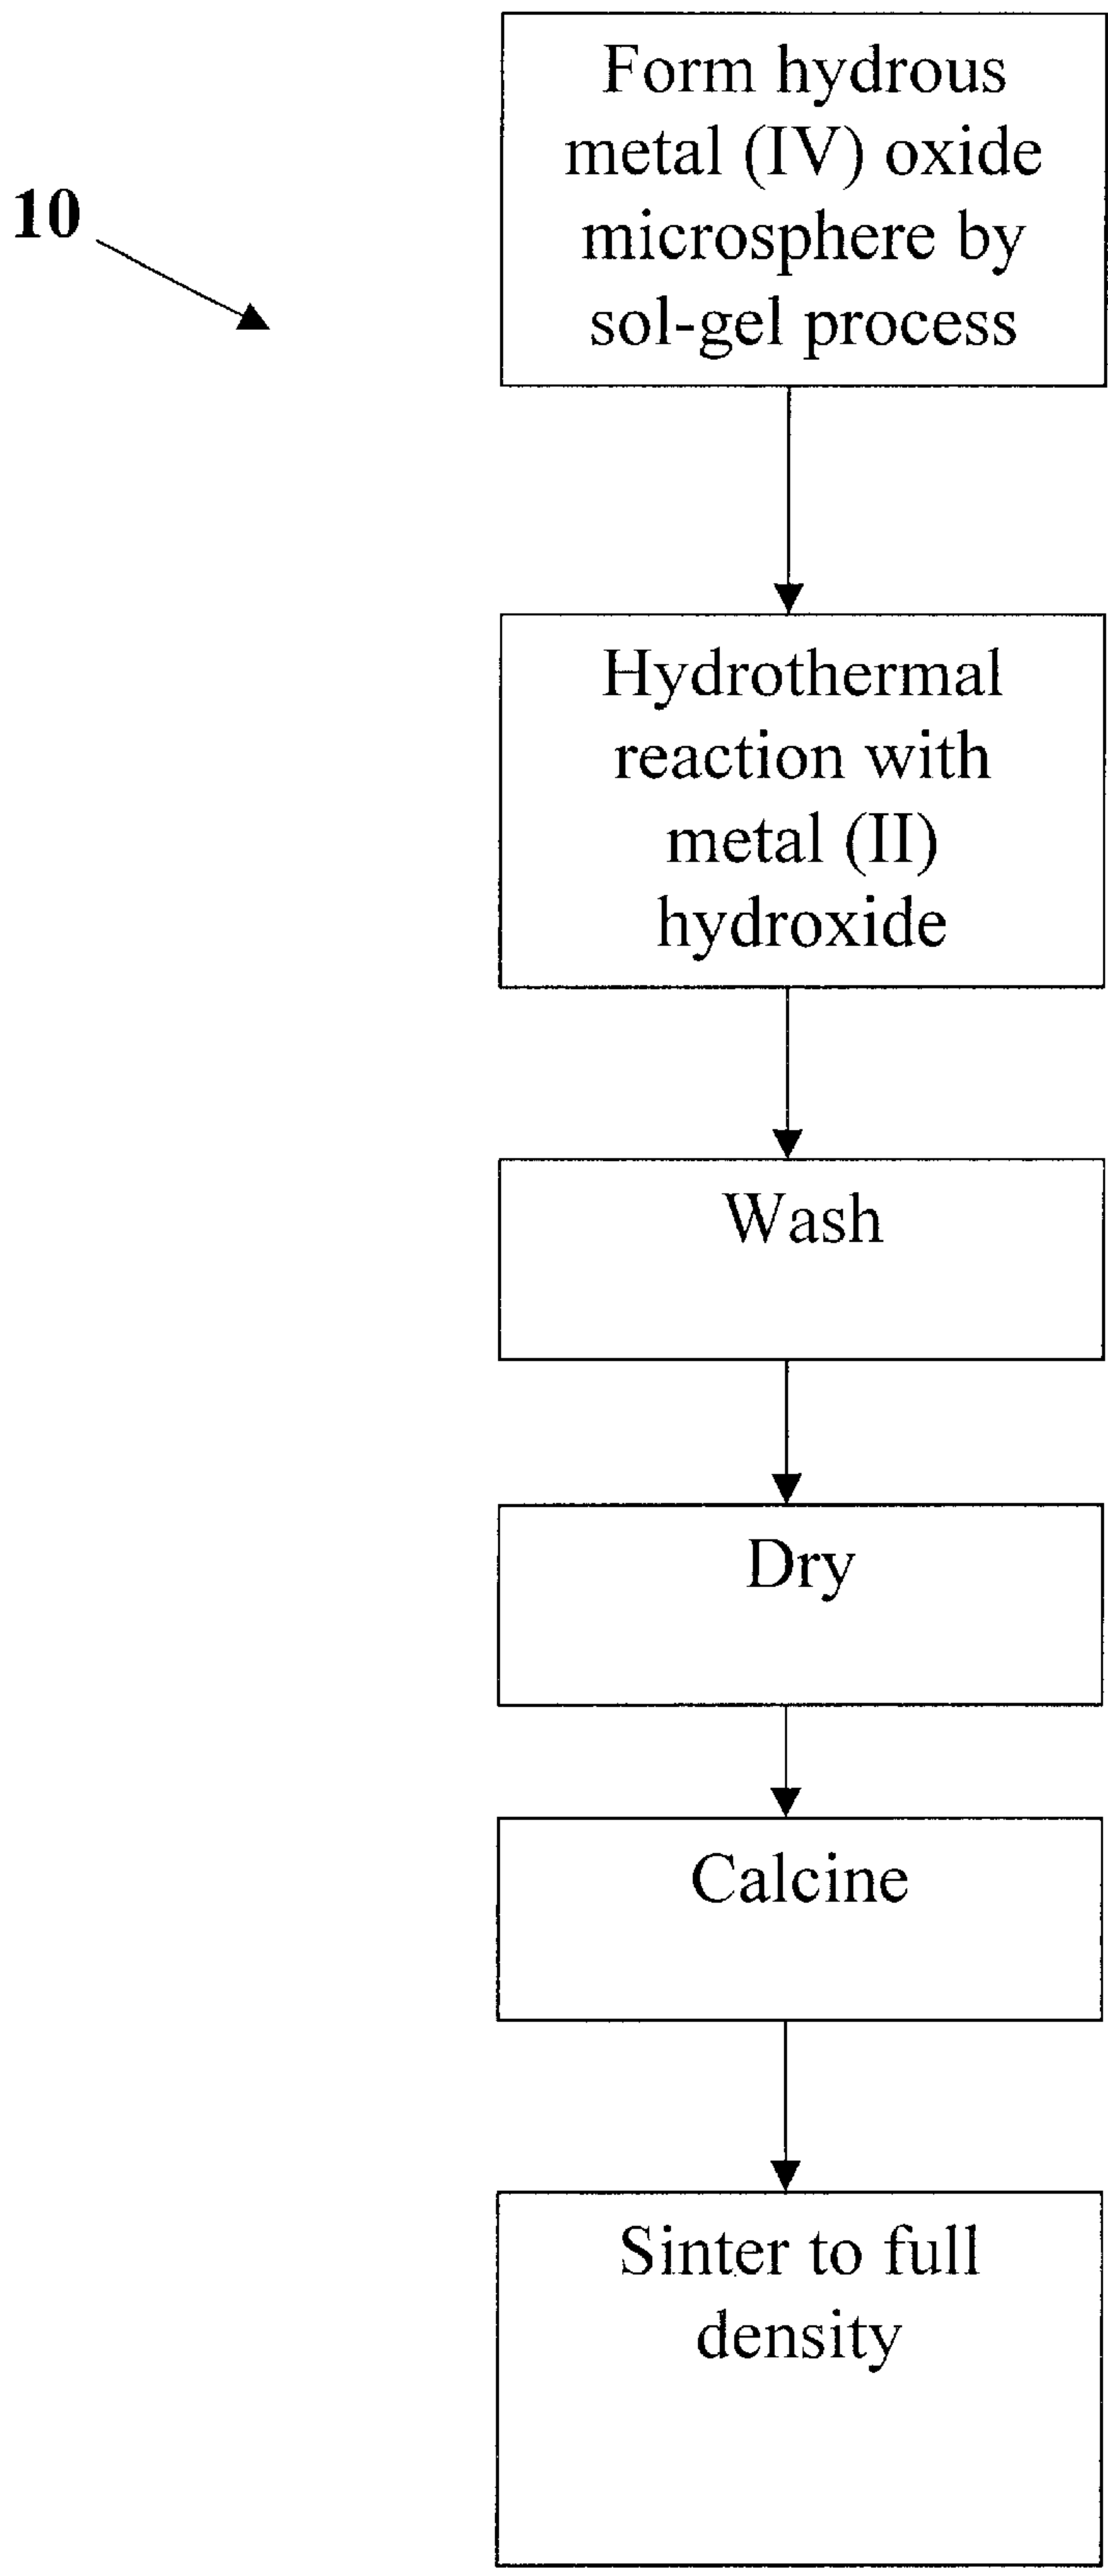 Form hydrous
metal (IV) oxide
microsphere by
sol-gel process
10
Hydrothermal
reaction with
metal (II)
hydroxide
Wash
Dry
Calcine
Sinter to full
density